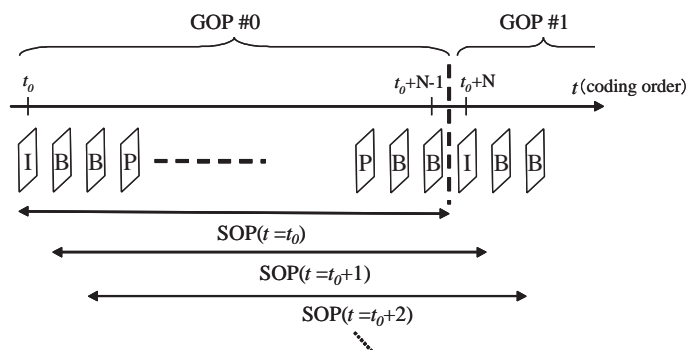 GOP #0 GOP #1
t₀ t₀+N-1 t₀+N t(coding order)
I B B P P B B I B B
SOP(t =t₀)
SOP(t =t₀+1)
SOP(t =t₀+2)